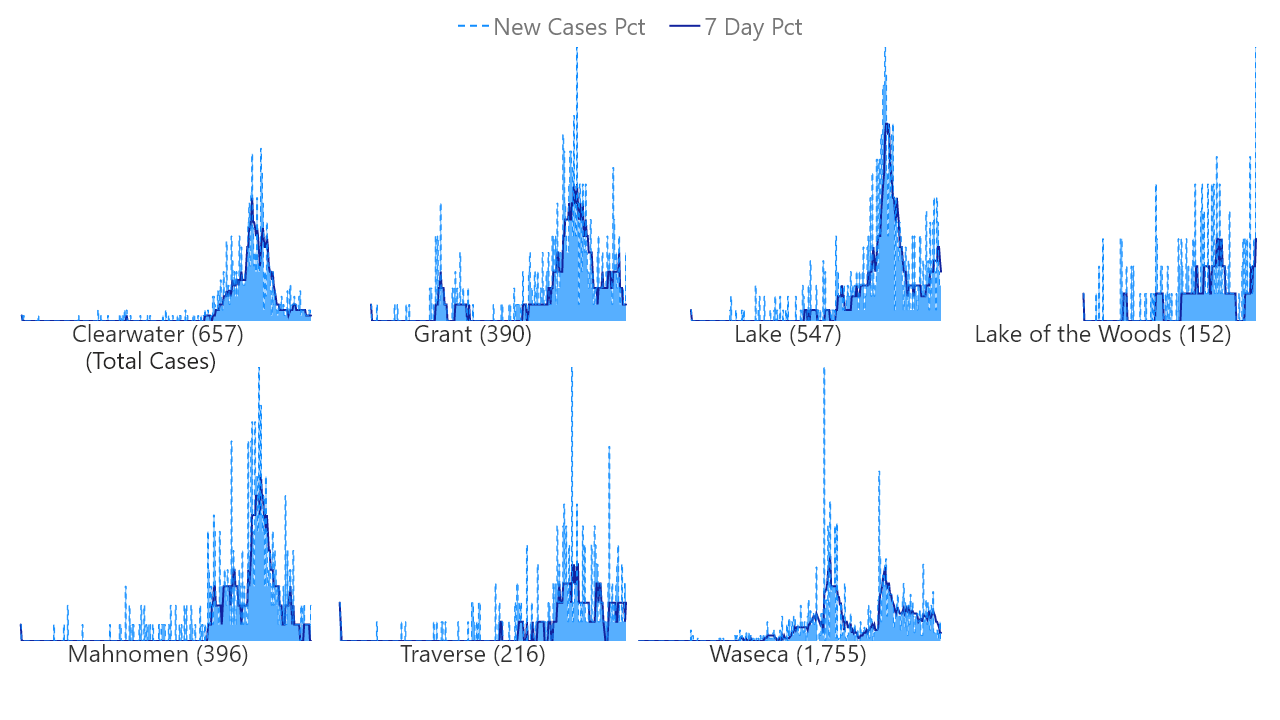 New Cases Pct 7 Day Pct
Clearwater (657)
(Total Cases)
Grant (390)
Lake (547)
Lake of the Woods (152)
Mahnomen (396)
Traverse (216)
Waseca (1,755)